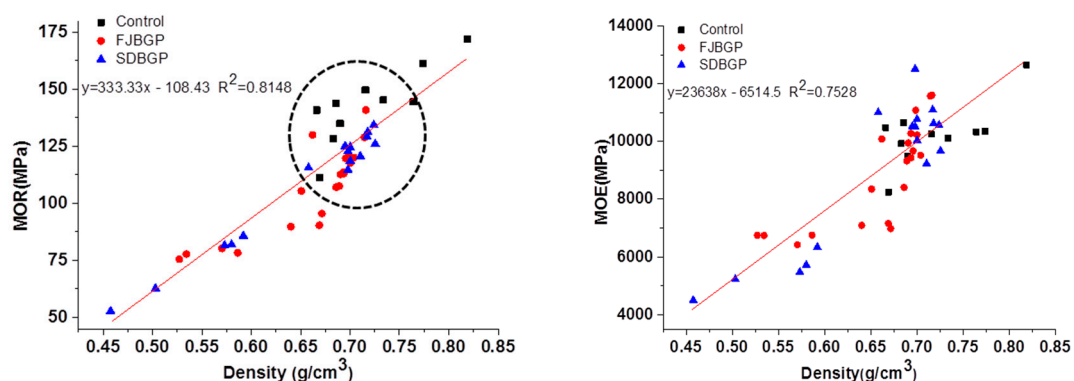 Control
FJBGP
SDBGP
y=333.33x - 108.43 R²=0.8148
MOR(MPa)
175
150
125
100
75
50
0.45 0.50 0.55 0.60 0.65 0.70 0.75 0.80 0.85
Density (g/cm³)
Control
FJBGP
SDBGP
y=23638x - 6514.5 R²=0.7528
MOE(MPa)
14000
12000
10000
8000
6000
4000
0.45 0.50 0.55 0.60 0.65 0.70 0.75 0.80 0.85
Density(g/cm³)